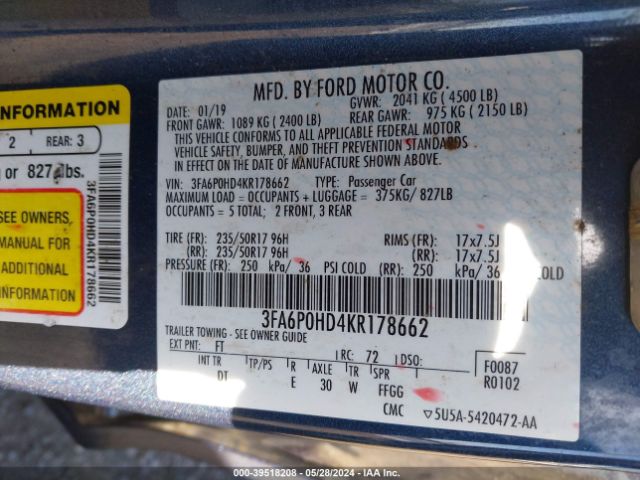 INFORMATION
2 REAR: 3
or 827 lbs.
SEE OWNERS
MANUAL FOR
ADDITIONAL
INFORMATION
3FA6P0HD4KR178662
MFD. BY FORD MOTOR CO.
DATE: 01/19 GVWR: 2041 KG ( 4500 LB)
FRONT GAWR: 1089 KG ( 2400 LB) REAR GAWR: 975 KG ( 2150 LB)
THIS VEHICLE CONFORMS TO ALL APPLICABLE FEDERAL MOTOR
VEHICLE SAFETY, BUMPER, AND THEFT PREVENTION STANDARDS
IN EFFECT ON THE DATE OF MANUFACTURE SHOWN ABOVE.
VIN: 3FA6P0HD4KR178662 TYPE: Passenger Car
MAXIMUM LOAD = OCCUPANTS + LUGGAGE = 375KG/ 827LB
OCCUPANTS = 5 TOTAL; 2 FRONT, 3 REAR
TIRE (FR): 235/50R17 96H RIMS (FR): 17x7.5J
(RR): 235/50R17 96H (RR): 17x7.5J
PRESSURE (FR): 250 kPa/ 36 PSI COLD (RR): 250 kPa/ 36 COLD
3FA6P0HD4KR178662
TRAILER TOWING - SEE OWNER GUIDE
EXT PNT: FT RC: 72 DSO:
INT TR TP/PS R AXLE TR SPR
DT E 30 W FFGG
F0087
R0102
CMC ▽5U5A-5420472-AA
000-39518208 - 05/28/2024 - IAA Inc.